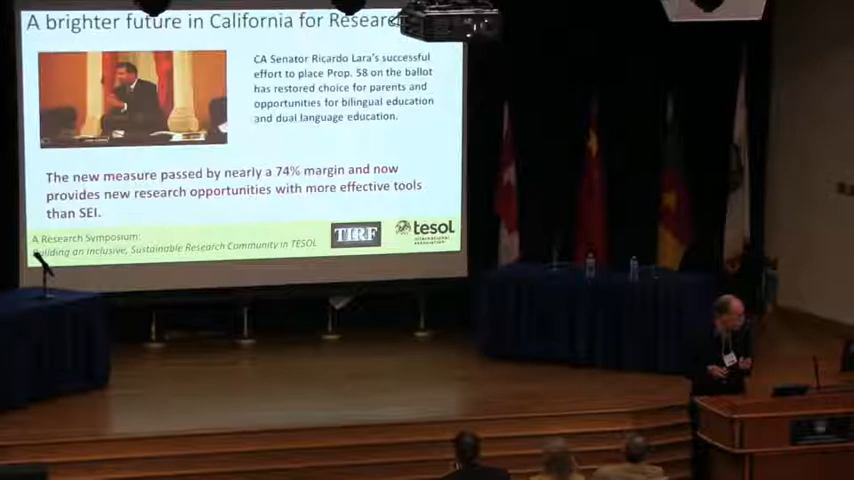 A brighter future in California for Researc
CA Senator Ricardo Lara's successful
effort to place Prop. 58 on the ballot
has restored choice for parents and
opportunities for bilingual education
and dual language education.
The new measure passed by nearly a 74% margin and now
provides new research opportunities with more effective tools
than SEI.
A Research Symposium:
Building an Inclusive, Sustainable Research Community in TESOL
TIRF
tesol
international
association